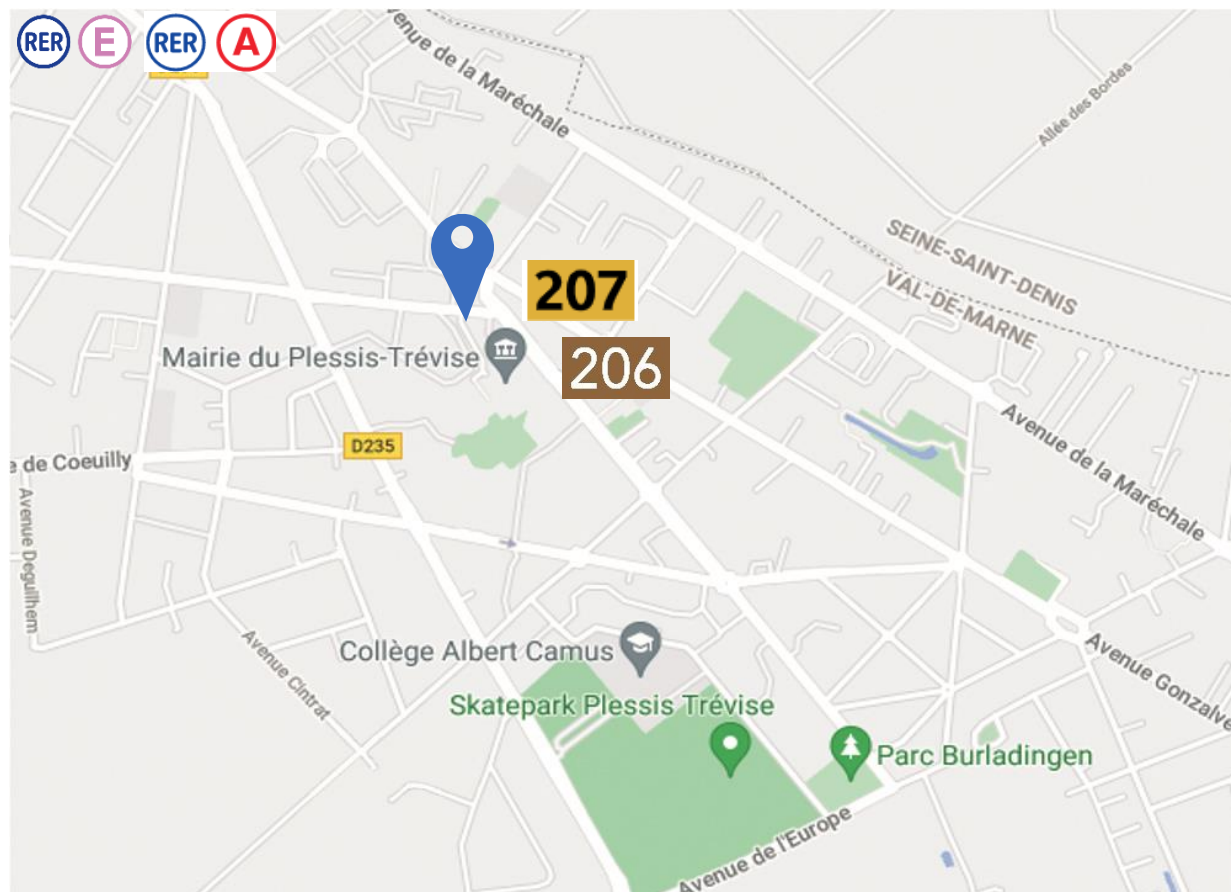 RER E RER A
Avenue de la Maréchale
Allée des Bordes
SEINE-SAINT-DENIS
VAL-DE-MARNE
207
Mairie du Plessis-Trévise
206
D235
e de Coeuilly
Avenue de la Maréchale
Avenue Deguilhem
Collège Albert Camus
Avenue Cintrat
Avenue Gonzalve
Skatepark Plessis Trévise
Parc Burladingen
Avenue de l'Europe